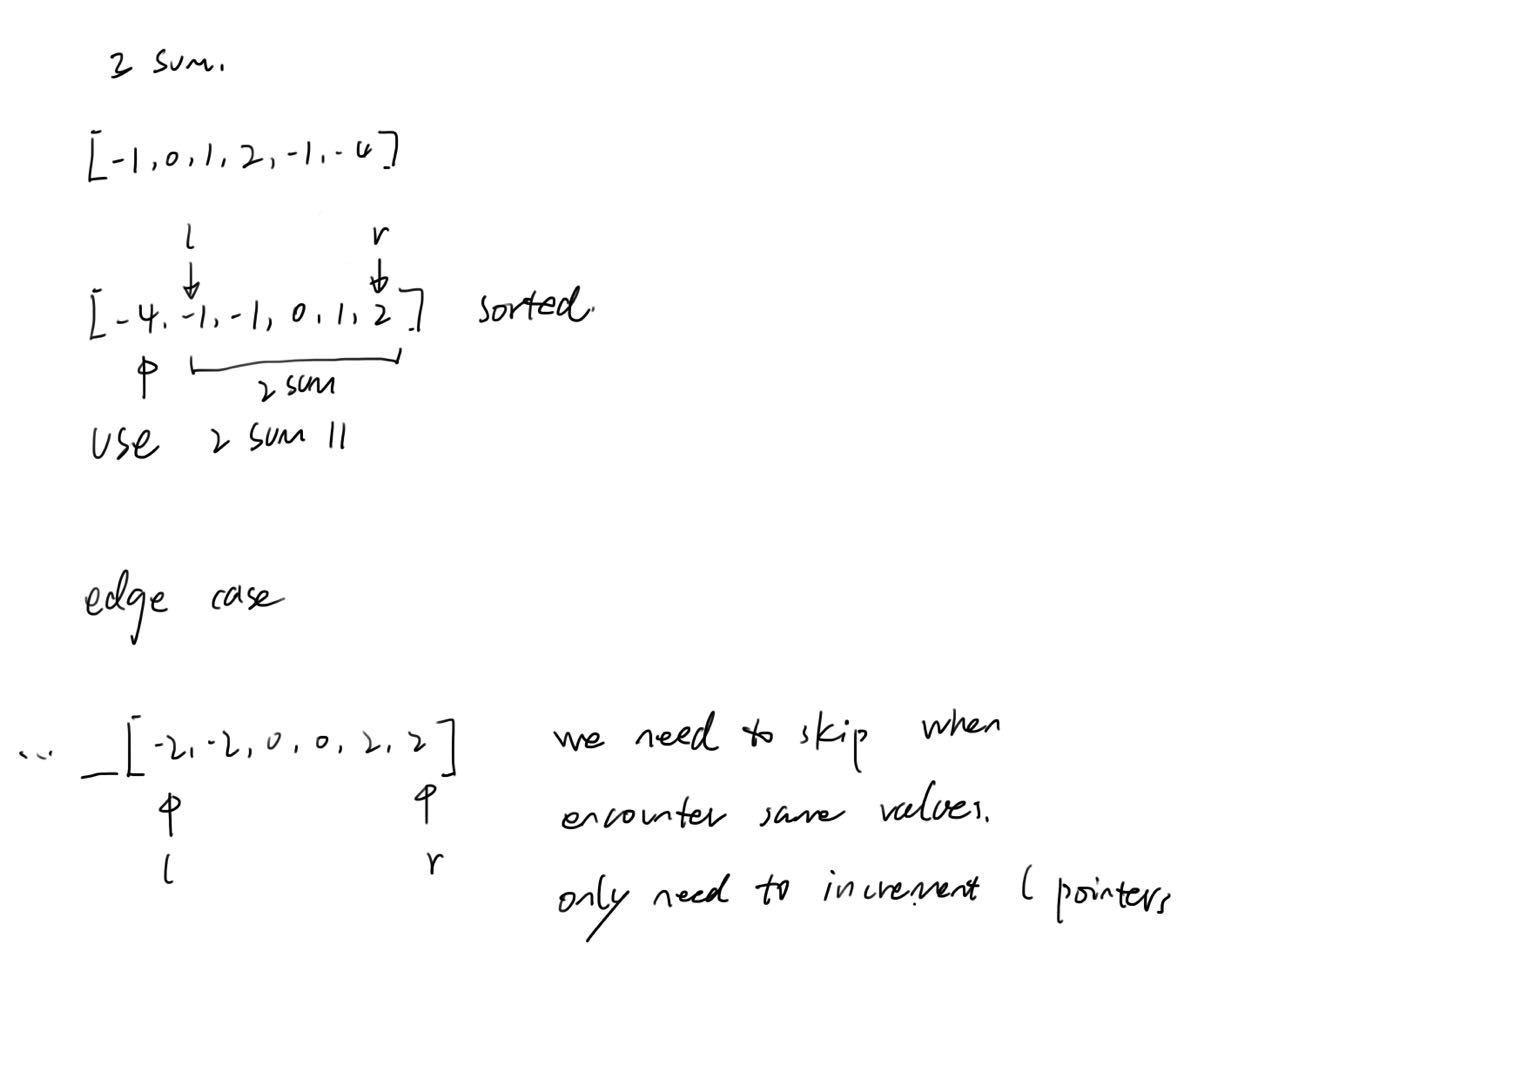 3 sum.
[-1, 0, 1, 2, -1, -4]
l r
[-4, -1, -1, 0, 1, 2] sorted.
2 sum
use 2 sum II
edge case
... _ [-2, -2, 0, 0, 2, 2]
l r
we need to skip when
encounter same values.
only need to increment l pointers